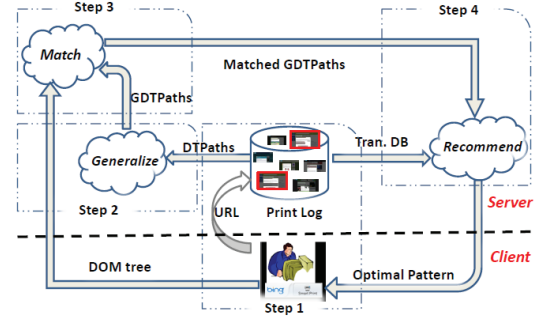 Step 3
Step 4
Match
Matched GDTPaths
GDTPaths
DTPaths
Tran. DB
Generalize
Recommend
Step 2
URL
Print Log
Server
Client
DOM tree
Optimal Pattern
bing
Step 1